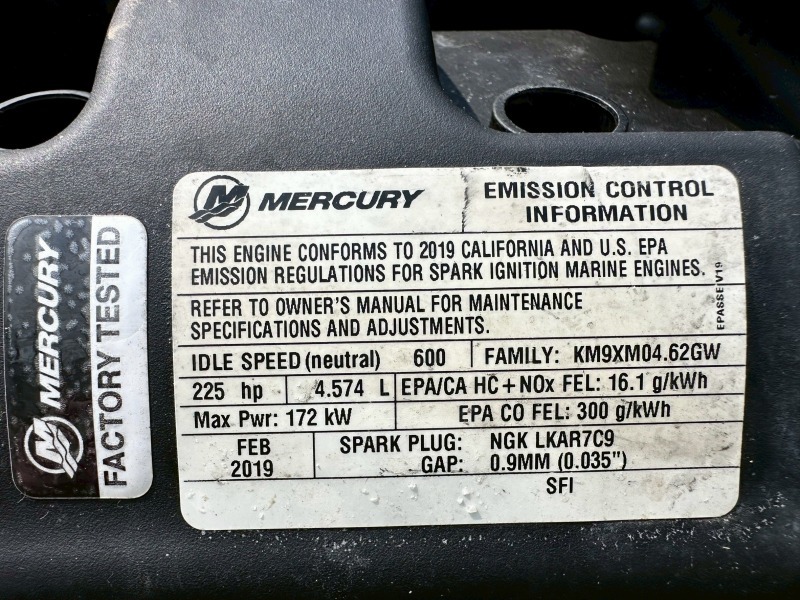 MERCURY
FACTORY TESTED
MERCURY
EMISSION CONTROL
INFORMATION
THIS ENGINE CONFORMS TO 2019 CALIFORNIA AND U.S. EPA
EMISSION REGULATIONS FOR SPARK IGNITION MARINE ENGINES.
REFER TO OWNER'S MANUAL FOR MAINTENANCE
SPECIFICATIONS AND ADJUSTMENTS.
EPASSEIV19
IDLE SPEED (neutral) 600 FAMILY: KM9XM04.62GW
225 hp 4.574 L EPA/CA HC+NOx FEL: 16.1 g/kWh
Max Pwr: 172 kW EPA CO FEL: 300 g/kWh
FEB
2019
SPARK PLUG: NGK LKAR7C9
GAP: 0.9MM (0.035")
SFI